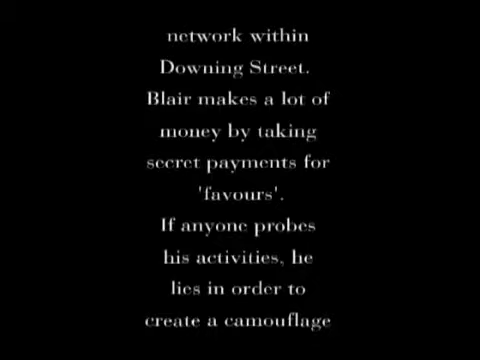 network within
Downing Street.
Blair makes a lot of
money by taking
secret payments for
'favours'.
If anyone probes
his activities, he
lies in order to
create a camouflage